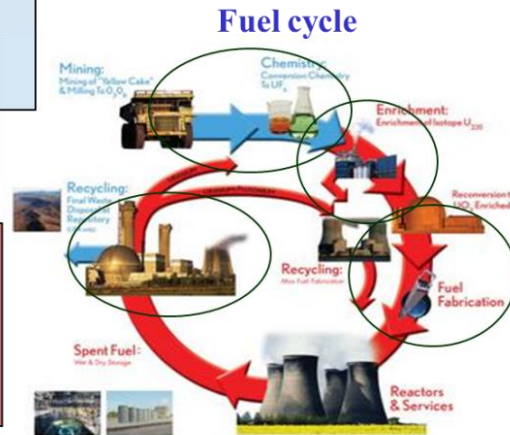 Fuel cycle
Mining:
Mining of "Yellow Cake"
& Milling To U₃O₈
Chemistry:
Conversion Chemistry
To UF₆
Enrichment:
Enrichment of Isotope U₂₃₅
Recycling:
Final Waste
Disposal at
Repository
Reconversion t
UO₂ Enriched
Recycling:
Mox Fuel Fabrication
Fuel
Fabrication
Spent Fuel:
Wet & Dry Storage
Reactors
& Services